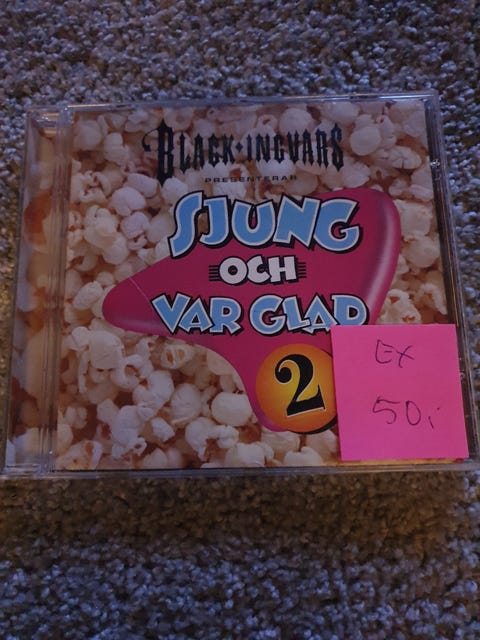 BLACK·INGVARS
PRESENTERAR
SJUNG
OCH
VAR GLAD
2
EX
50: